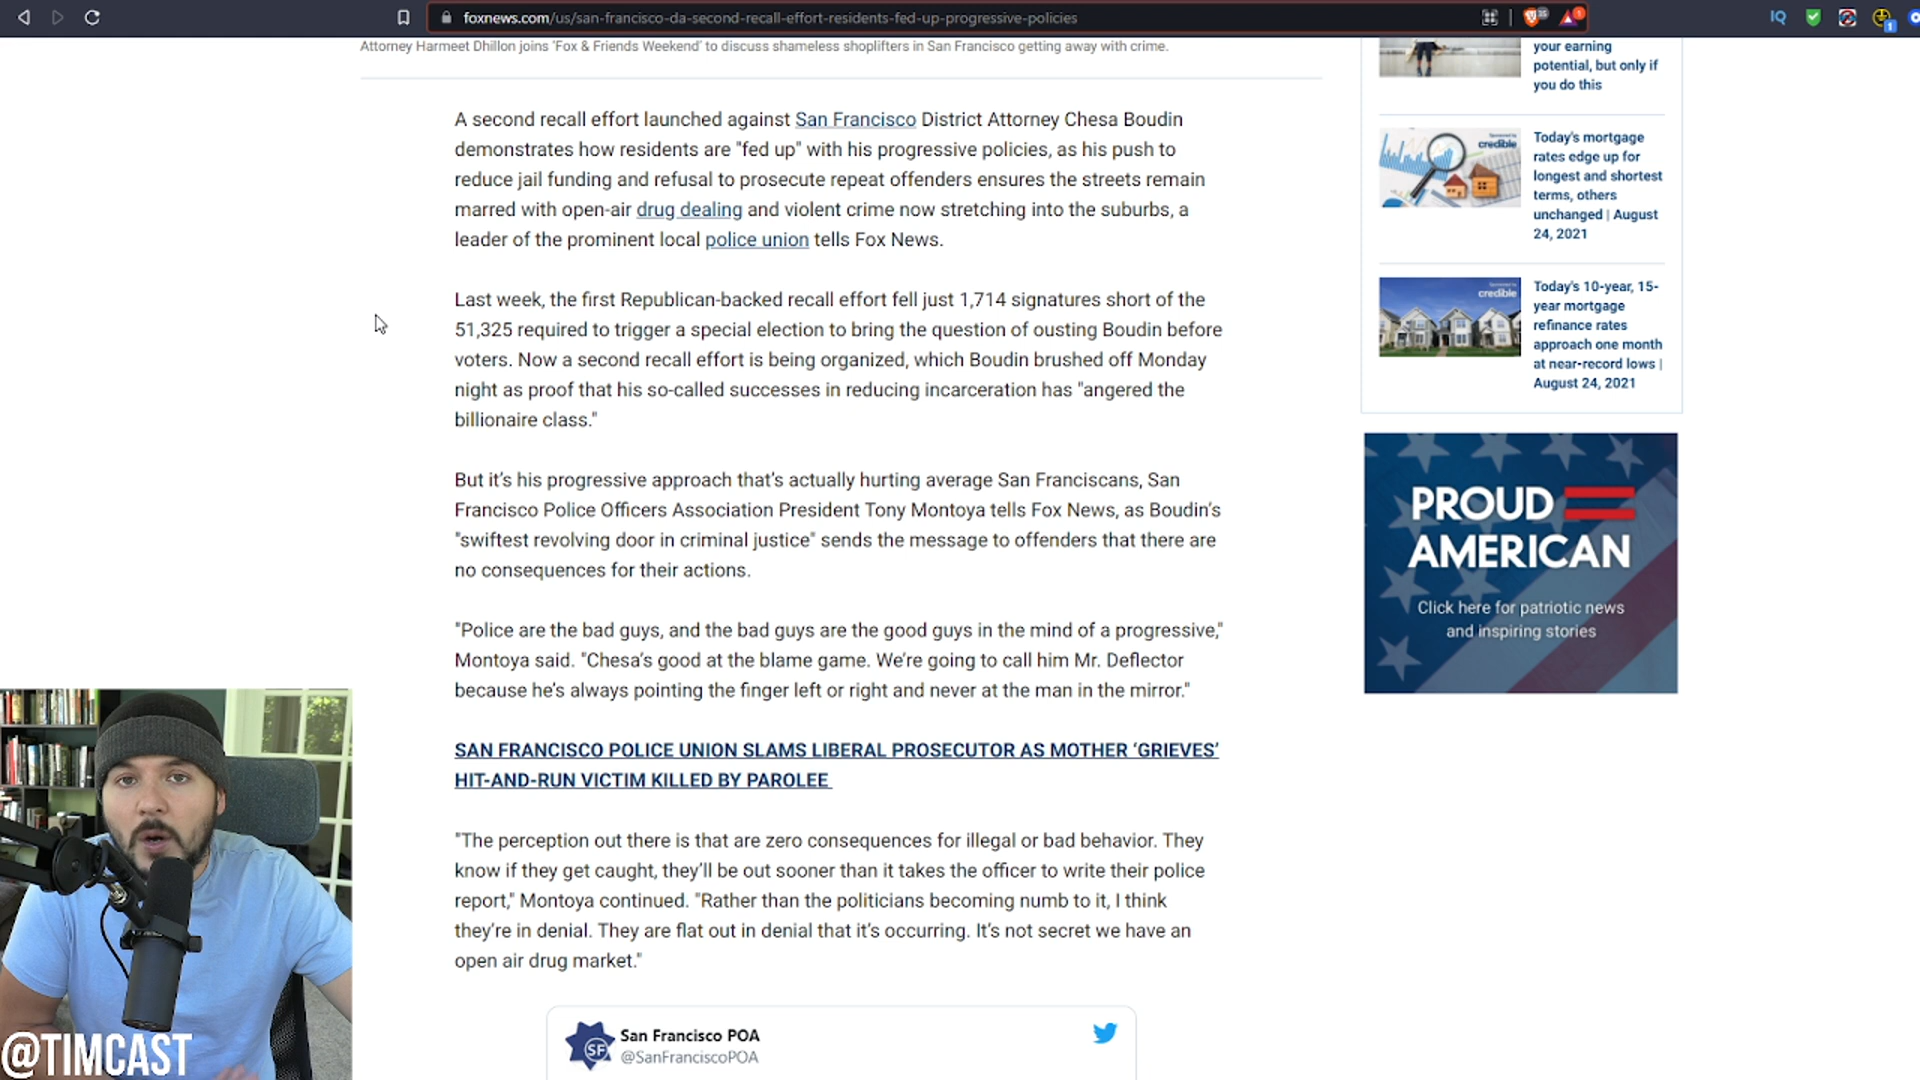 foxnews.com/us/san-francisco-da-second-recall-effort-residents-fed-up-progressive-policies
IQ
Attorney Harmeet Dhillon joins 'Fox & Friends Weekend' to discuss shameless shoplifters in San Francisco getting away with crime.
A second recall effort launched against San Francisco District Attorney Chesa Boudin
demonstrates how residents are "fed up" with his progressive policies, as his push to
reduce jail funding and refusal to prosecute repeat offenders ensures the streets remain
marred with open-air drug dealing and violent crime now stretching into the suburbs, a
leader of the prominent local police union tells Fox News.
Last week, the first Republican-backed recall effort fell just 1,714 signatures short of the
51,325 required to trigger a special election to bring the question of ousting Boudin before
voters. Now a second recall effort is being organized, which Boudin brushed off Monday
night as proof that his so-called successes in reducing incarceration has "angered the
billionaire class."
But it's his progressive approach that's actually hurting average San Franciscans, San
Francisco Police Officers Association President Tony Montoya tells Fox News, as Boudin's
"swiftest revolving door in criminal justice" sends the message to offenders that there are
no consequences for their actions.
"Police are the bad guys, and the bad guys are the good guys in the mind of a progressive,"
Montoya said. "Chesa's good at the blame game. We're going to call him Mr. Deflector
because he's always pointing the finger left or right and never at the man in the mirror."
SAN FRANCISCO POLICE UNION SLAMS LIBERAL PROSECUTOR AS MOTHER 'GRIEVES'
HIT-AND-RUN VICTIM KILLED BY PAROLEE
"The perception out there is that are zero consequences for illegal or bad behavior. They
know if they get caught, they'll be out sooner than it takes the officer to write their police
report," Montoya continued. "Rather than the politicians becoming numb to it, I think
they're in denial. They are flat out in denial that it's occurring. It's not secret we have an
open air drug market."
SF
San Francisco POA
@SanFranciscoPOA
your earning
potential, but only if
you do this
credible
Today's mortgage
rates edge up for
longest and shortest
terms, others
unchanged | August
24, 2021
credible
Today's 10-year, 15-
year mortgage
refinance rates
approach one month
at near-record lows |
August 24, 2021
PROUD
AMERICAN
Click here for patriotic news
and inspiring stories
@TIMCAST